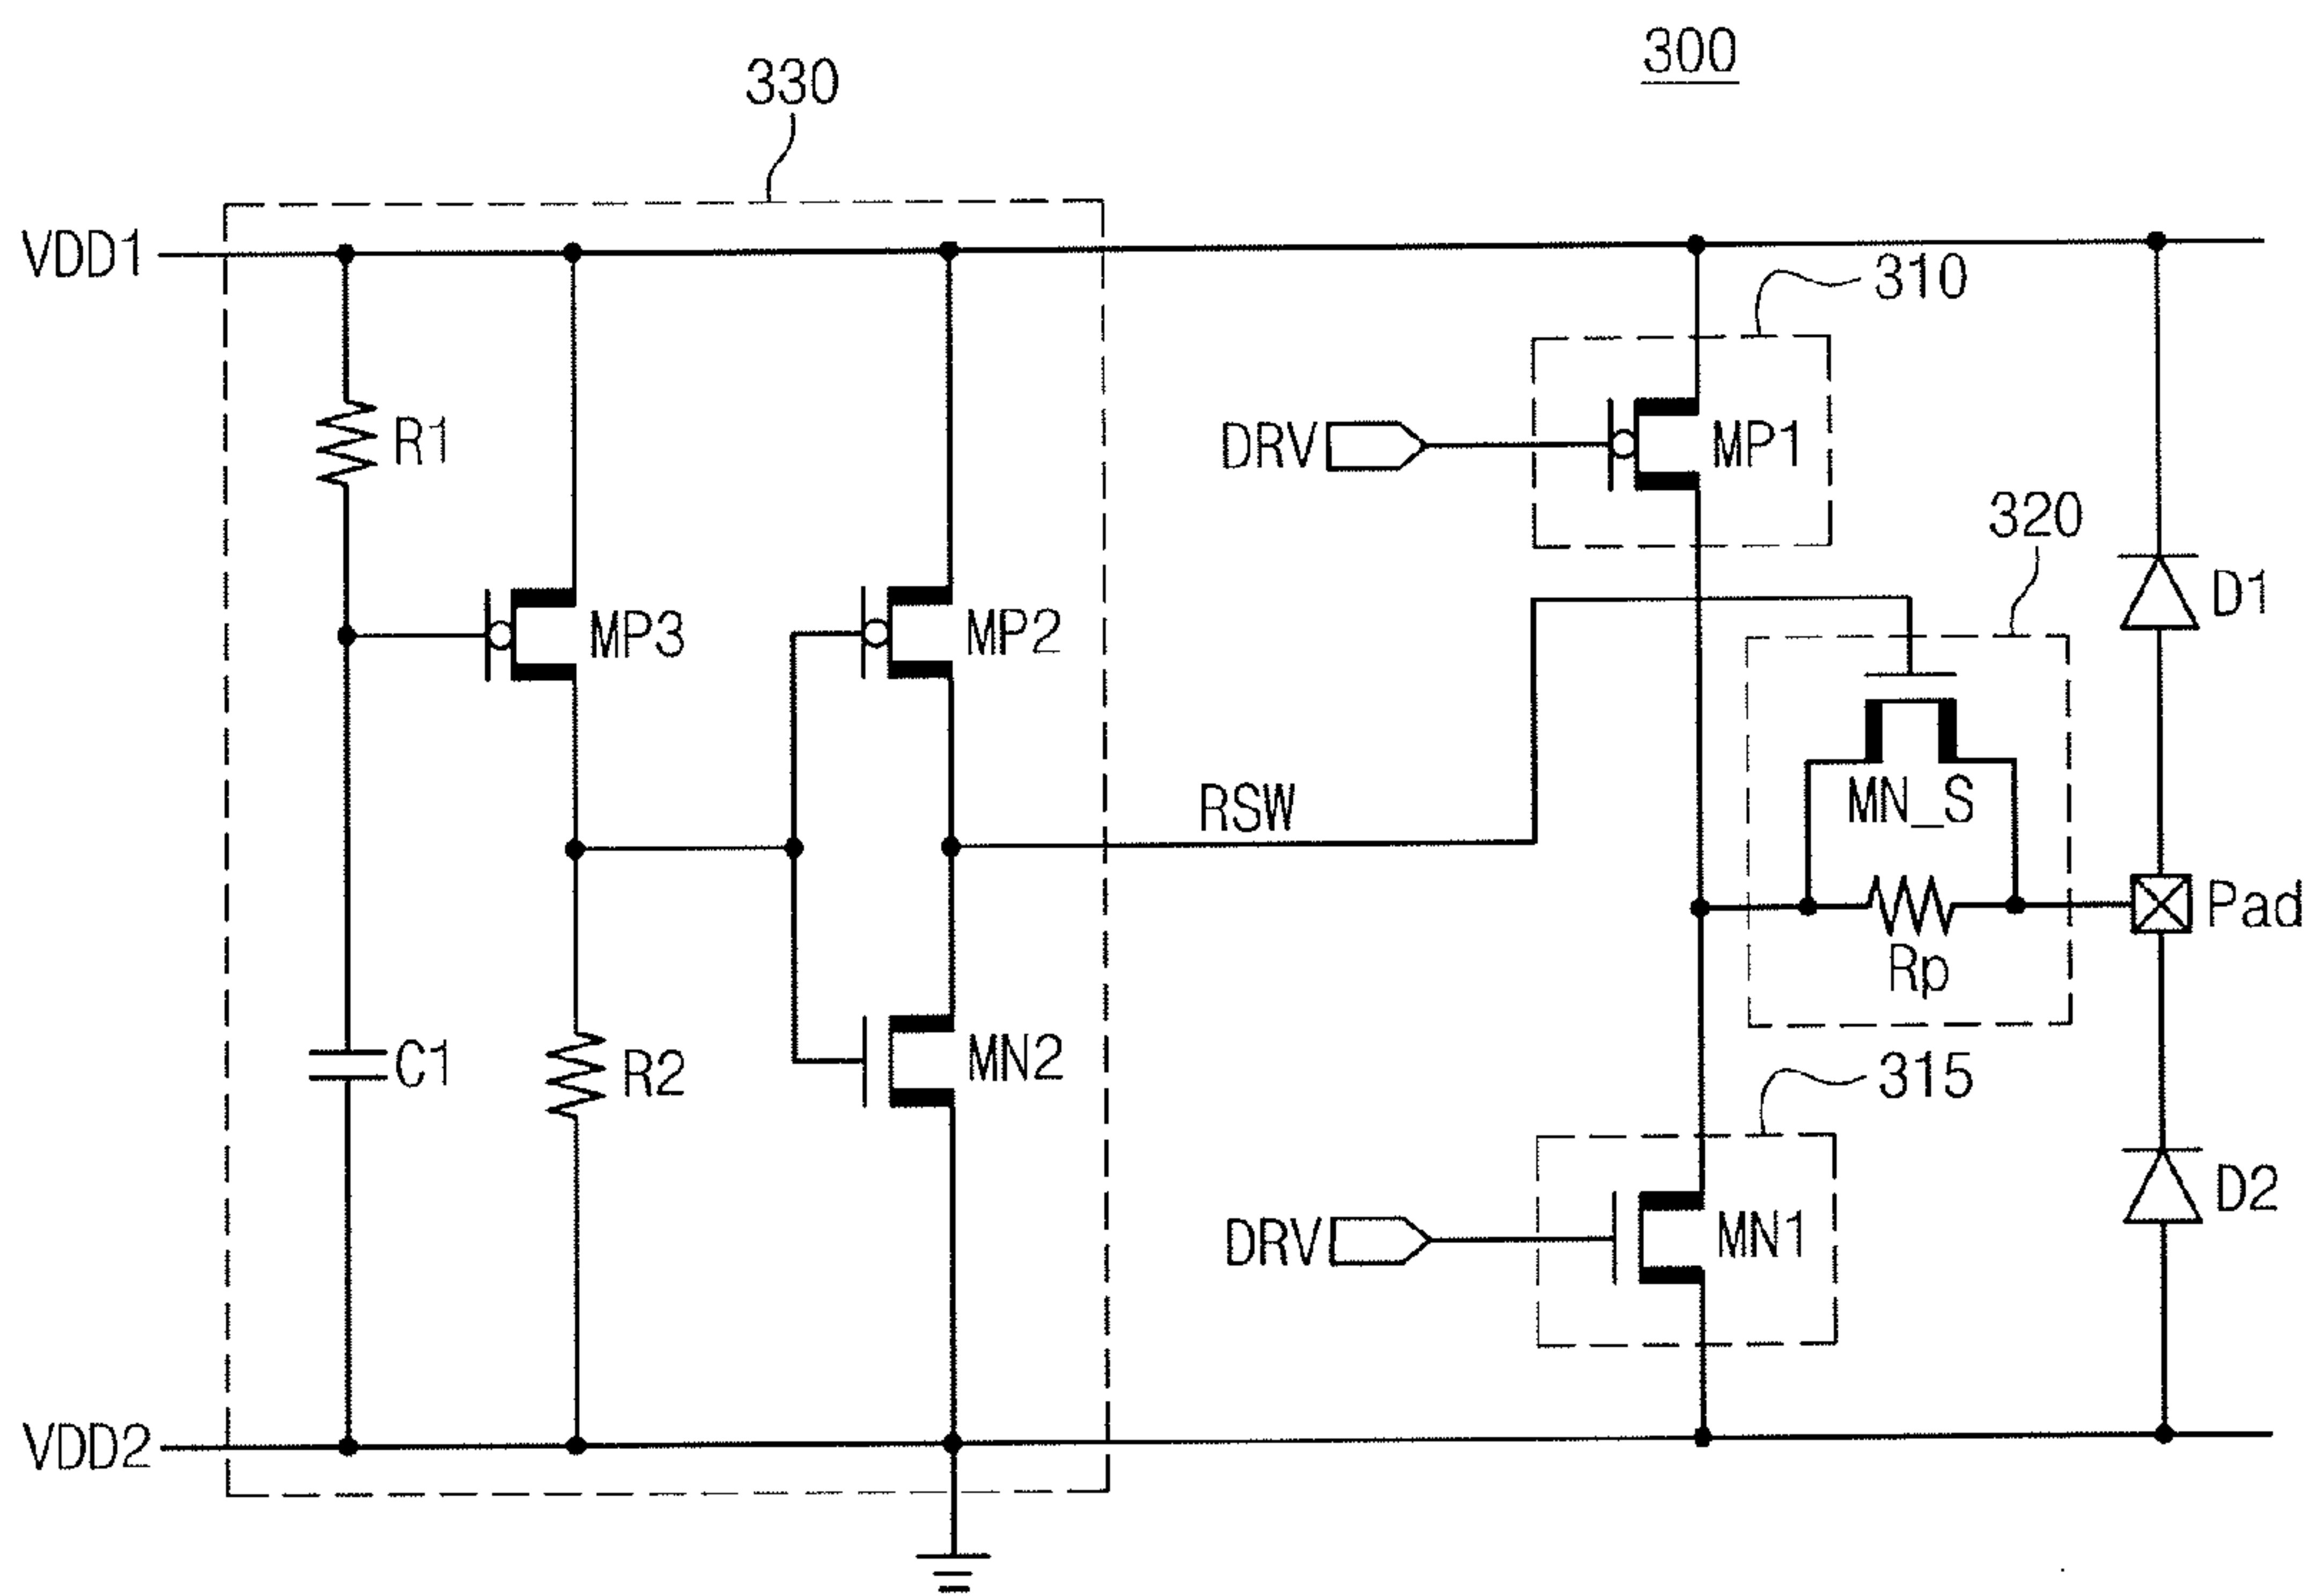 300
330
VDD1
310
R1
DRV
MP1
320
D1
MP3
MP2
MN_S
RSW
Pad
Rp
C1
R2
MN2
315
D2
DRV
MN1
VDD2